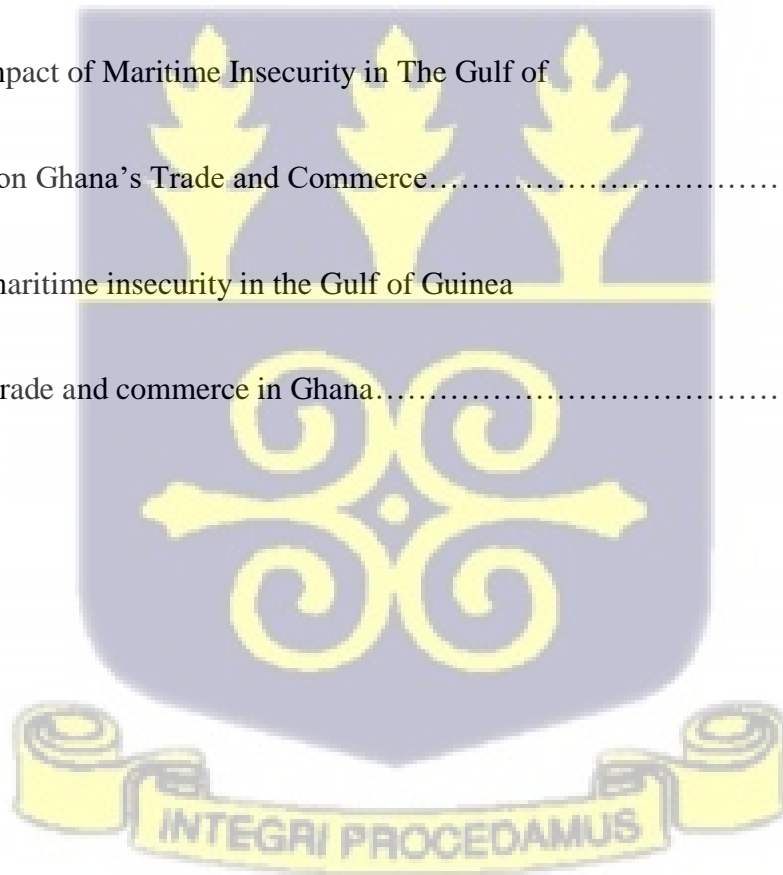 mpact of Maritime Insecurity in The Gulf of
on Ghana’s Trade and Commerce…………………………
maritime insecurity in the Gulf of Guinea
rade and commerce in Ghana………………………………
INTEGRI PROCEDAMUS